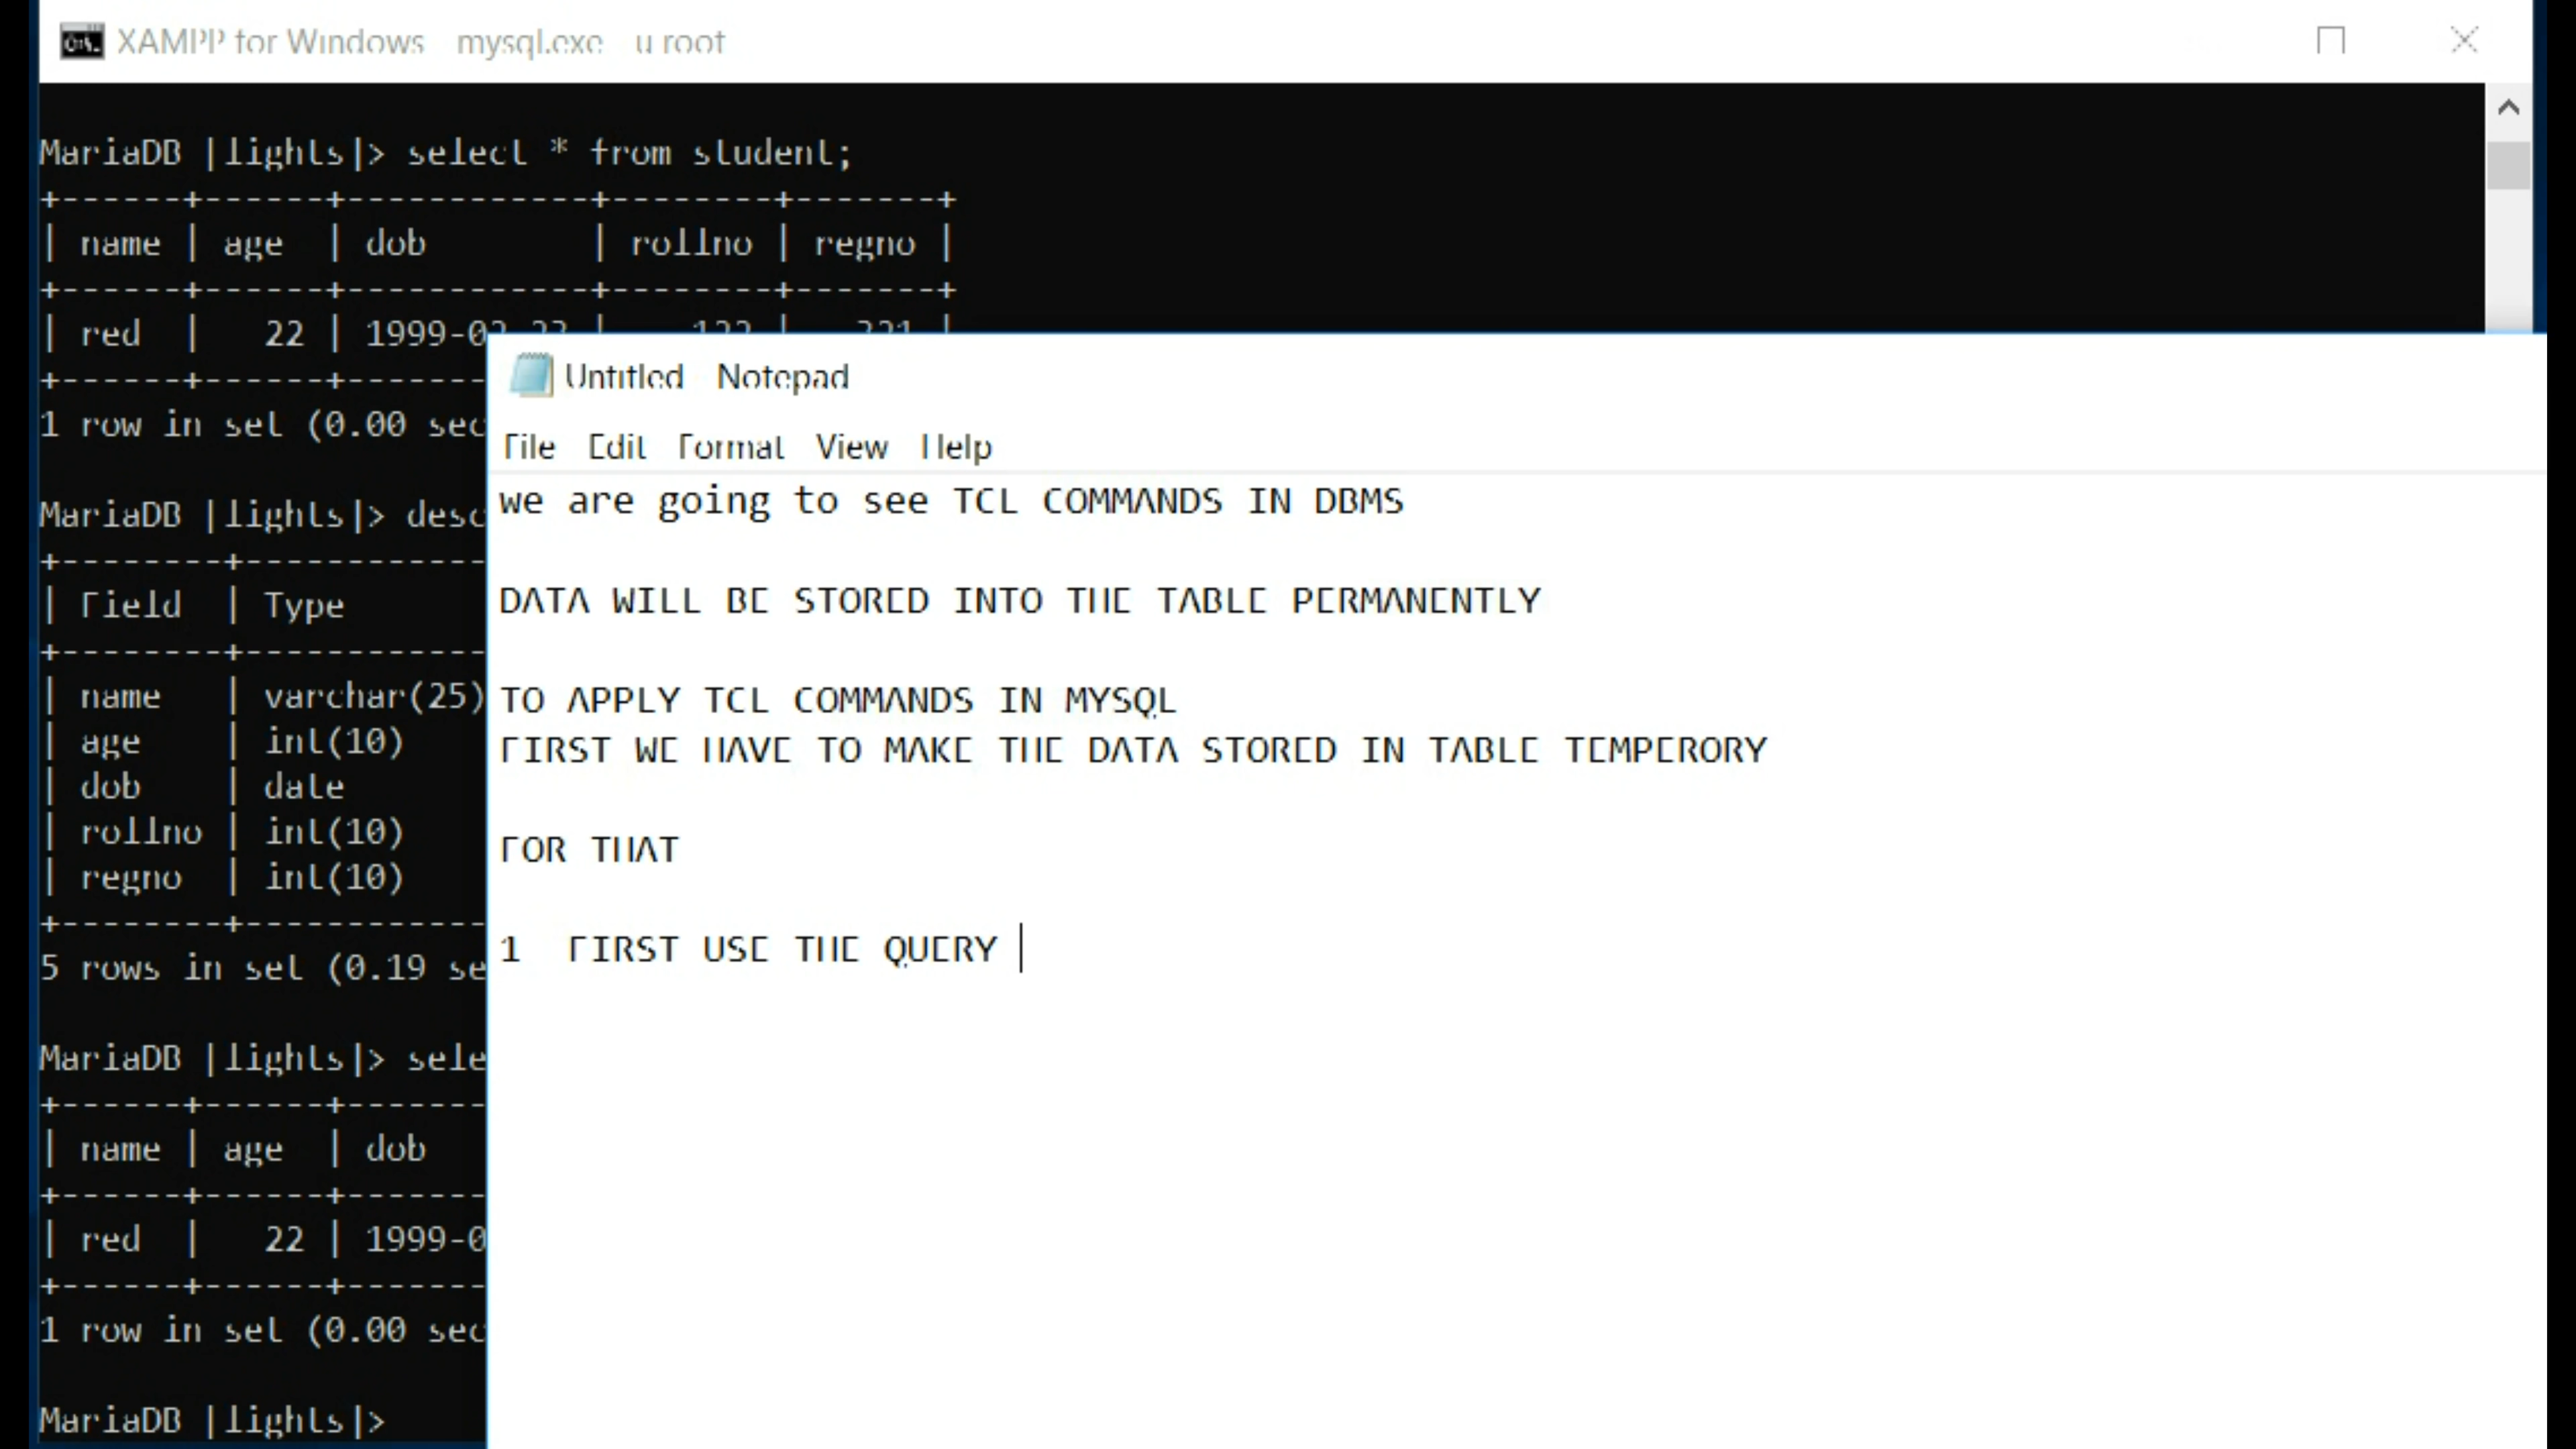 XAMPP for Windows - mysql.exe - u root
MariaDB [lights]> select * from student;
| name | age | dob | rollno | regno |
| red | 22 | 1999-02-23 | 122 | 321 |
1 row in set (0.00 sec
MariaDB [lights]> desc
| Field | Type
| name | varchar(25)
| age | int(10)
| dob | date
| rollno | int(10)
| regno | int(10)
5 rows in set (0.19 se
MariaDB [lights]> sele
| name | age | dob
| red | 22 | 1999-0
1 row in set (0.00 sec
MariaDB [lights]>
Untitled - Notepad
File Edit Format View Help
we are going to see TCL COMMANDS IN DBMS
DATA WILL BE STORED INTO THE TABLE PERMANENTLY
TO APPLY TCL COMMANDS IN MYSQL
FIRST WE HAVE TO MAKE THE DATA STORED IN TABLE TEMPERORY
FOR THAT
1 FIRST USE THE QUERY